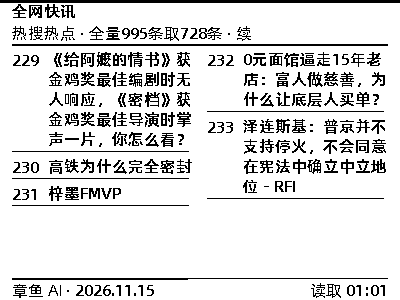 全网快讯
热搜热点 · 全量995条取728条 · 续
229 《给阿嬷的情书》获
金鸡奖最佳编剧时无
人响应，《密档》获
金鸡奖最佳导演时掌
声一片，你怎么看？
230 高铁为什么完全密封
231 梓墨FMVP
232 0元面馆逼走15年老
店：富人做慈善，为
什么让底层人买单？
233 泽连斯基：普京并不
支持停火，不会同意
在宪法中确立中立地
位 - RFI
章鱼 AI · 2026.11.15
读取 01:01